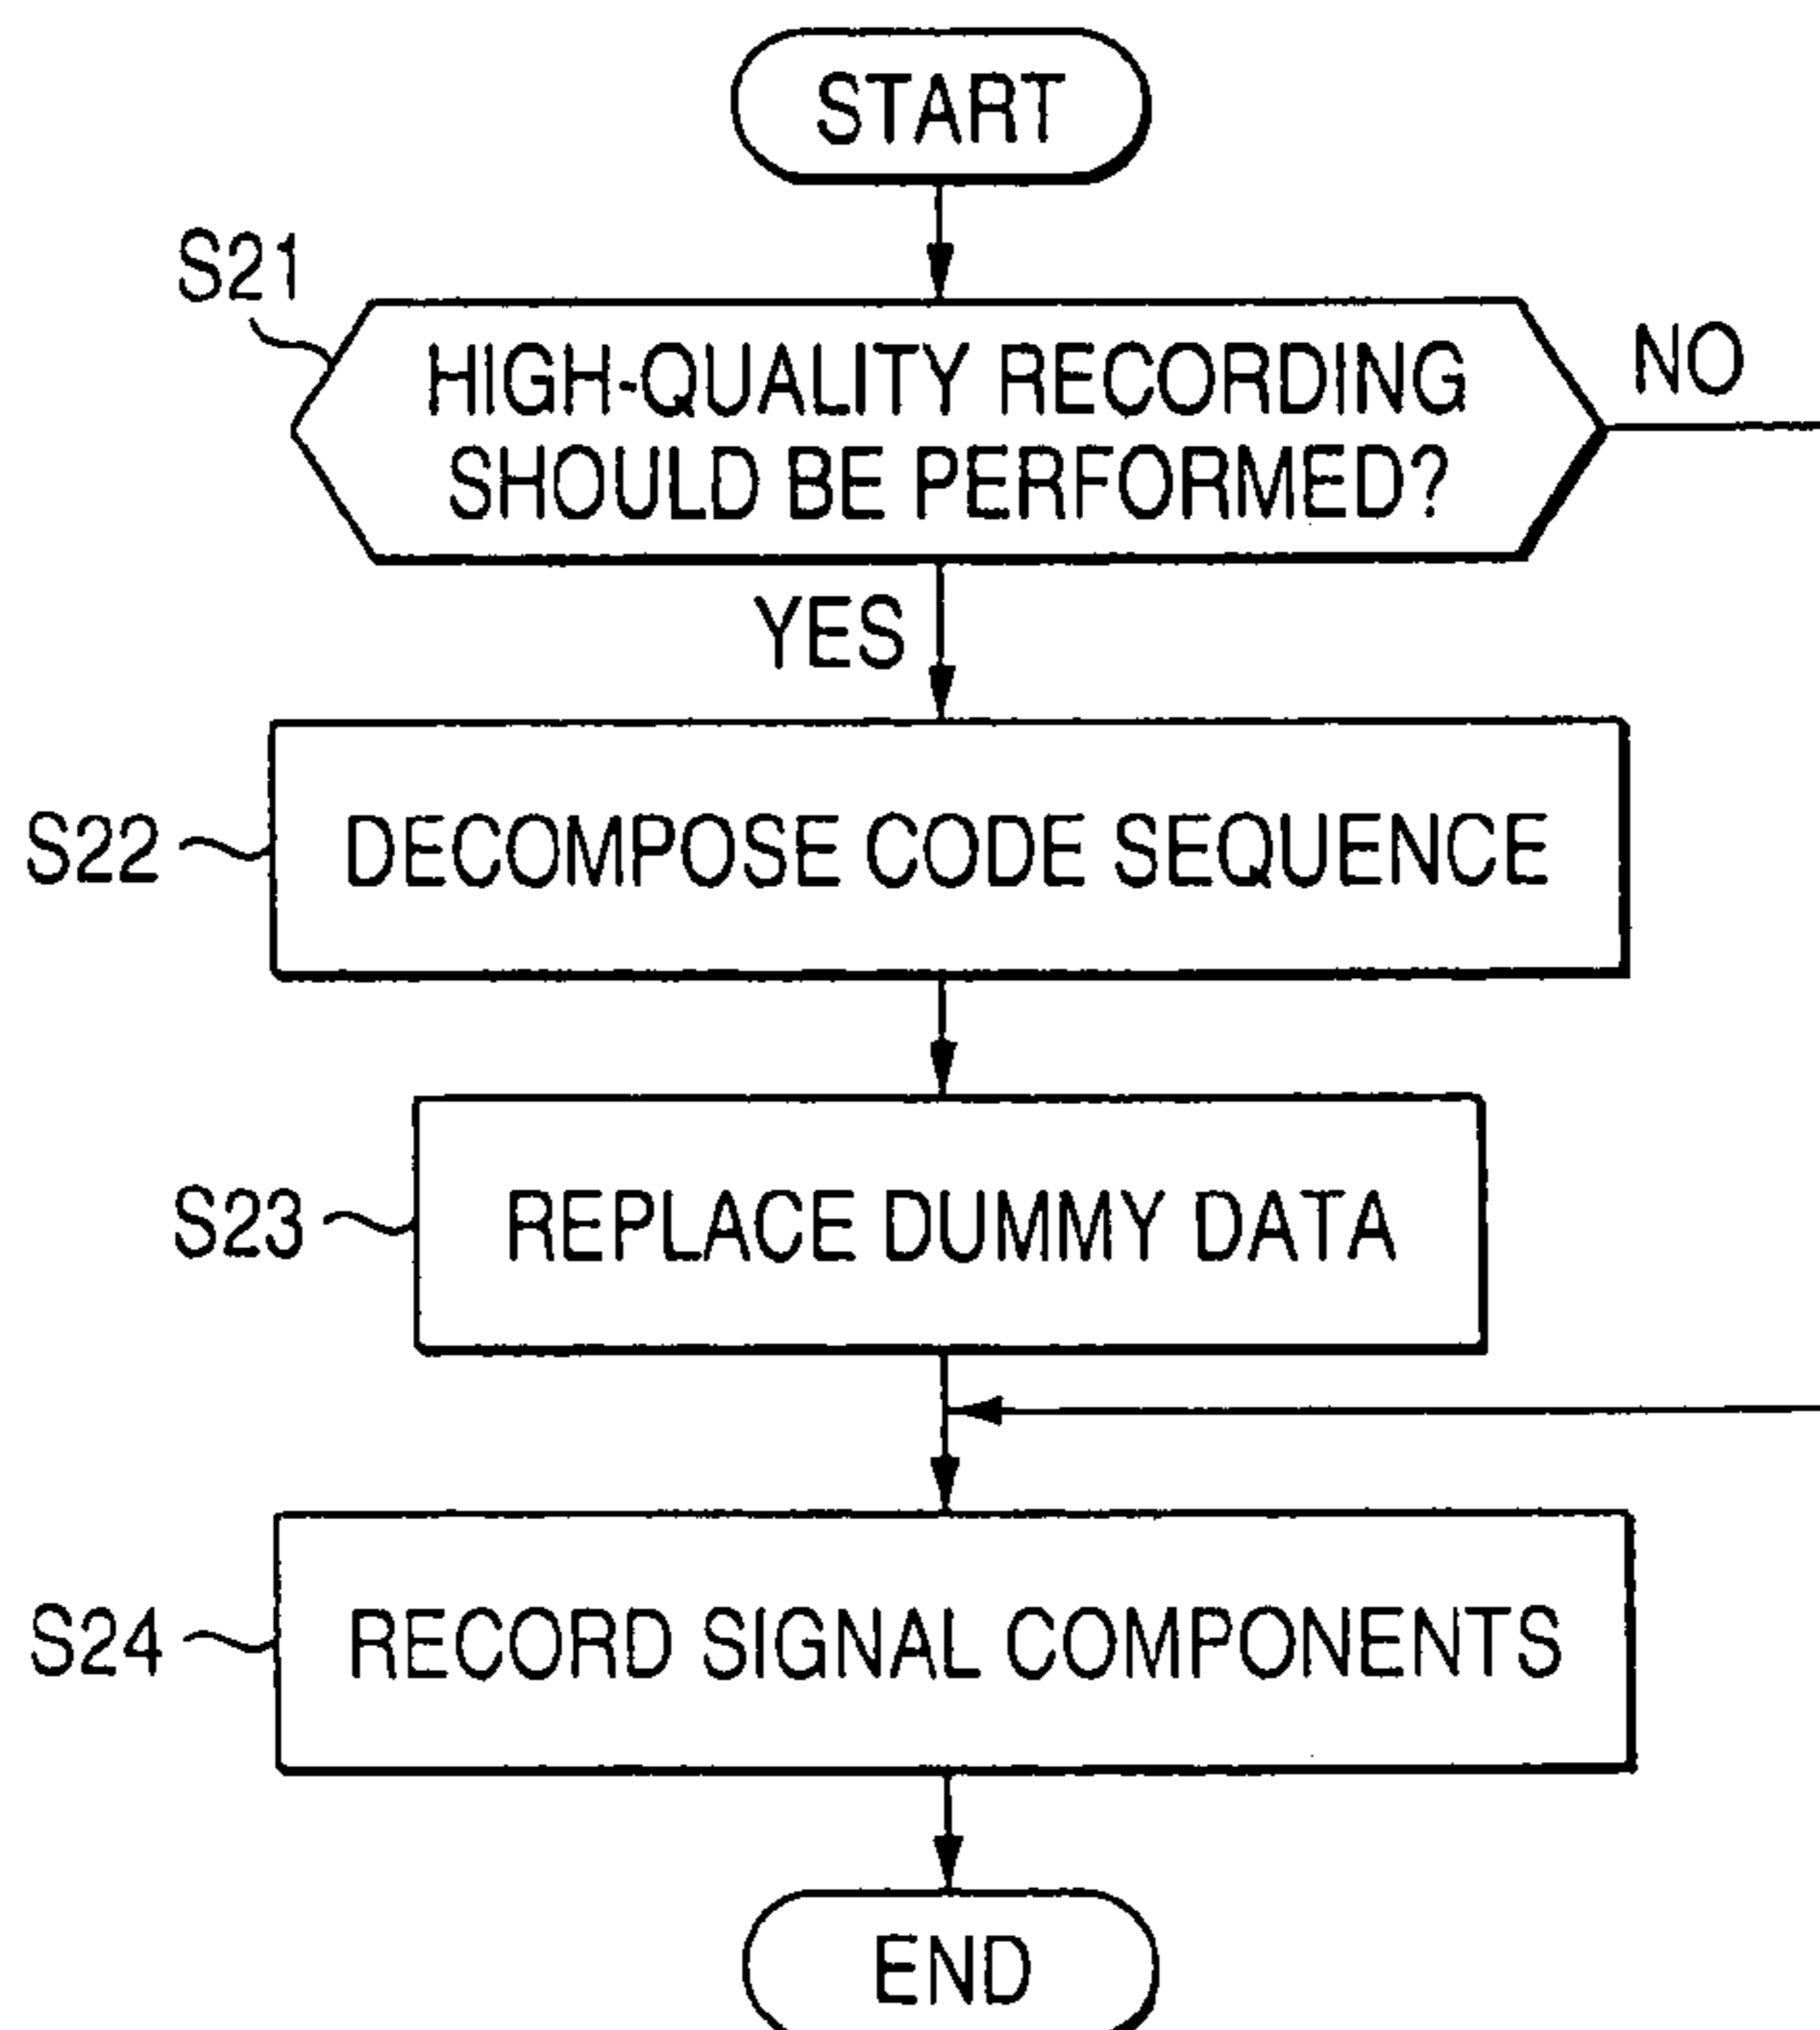 START
S21
HIGH-QUALITY RECORDING
SHOULD BE PERFORMED?
NO
YES
S22
DECOMPOSE CODE SEQUENCE
S23
REPLACE DUMMY DATA
S24
RECORD SIGNAL COMPONENTS
END